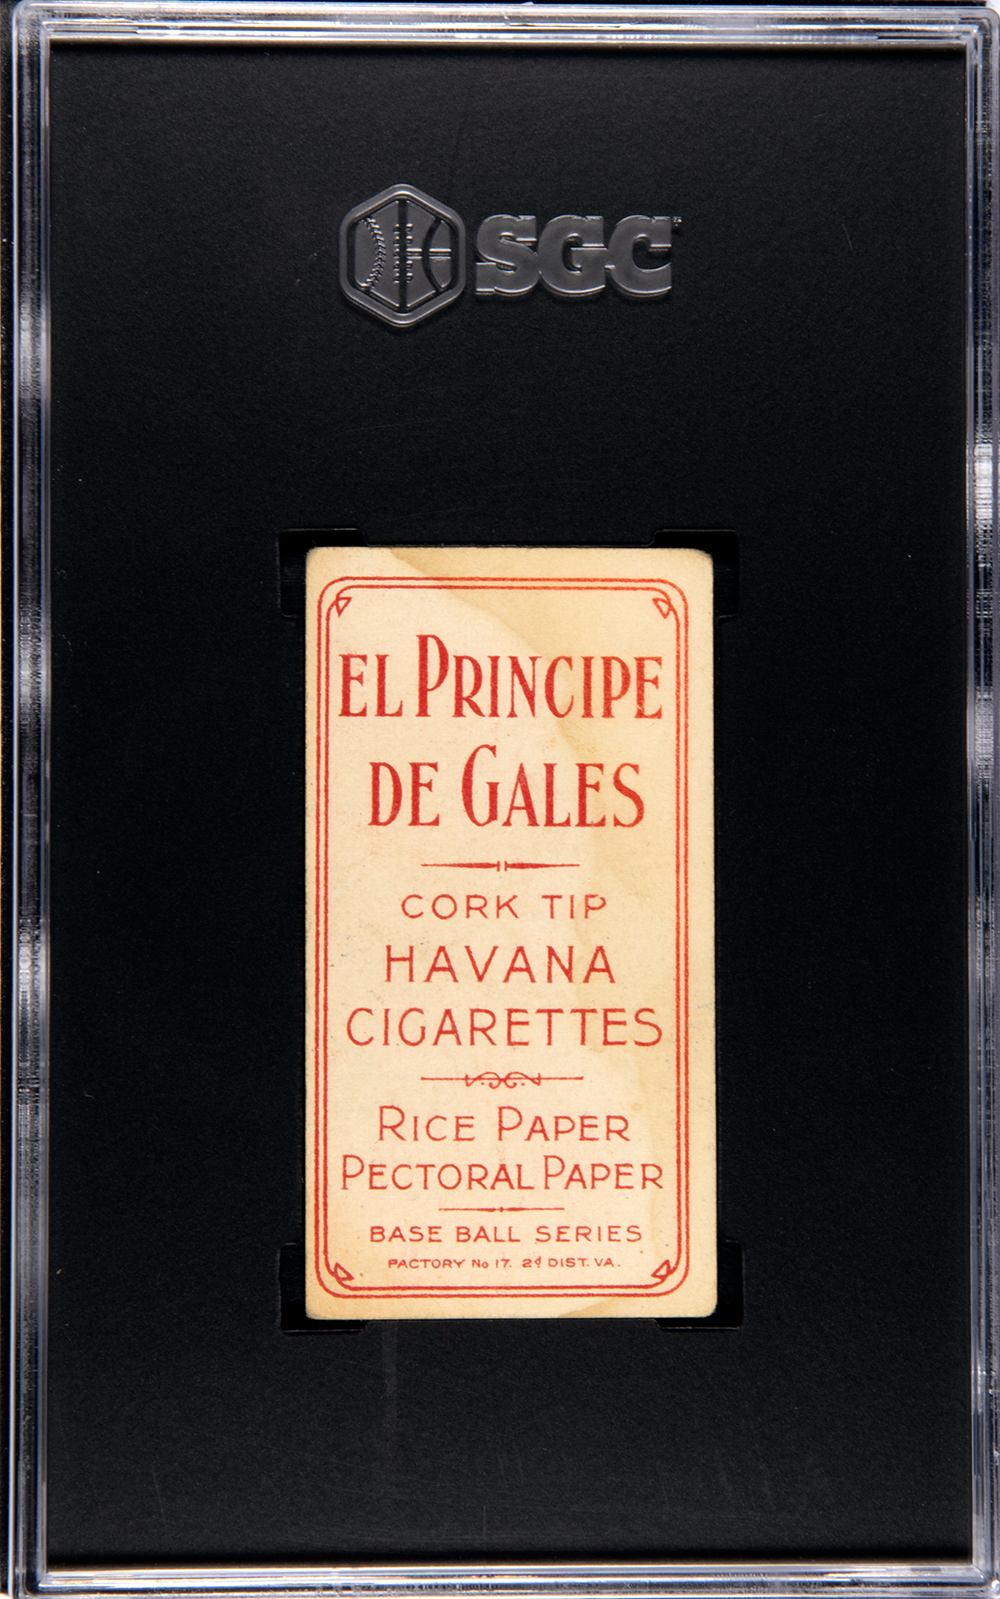 SGC
EL PRINCIPE
DE GALES
CORK TIP
HAVANA
CIGARETTES
RICE PAPER
PECTORAL PAPER
BASE BALL SERIES
FACTORY No 17. 2d DIST. VA.